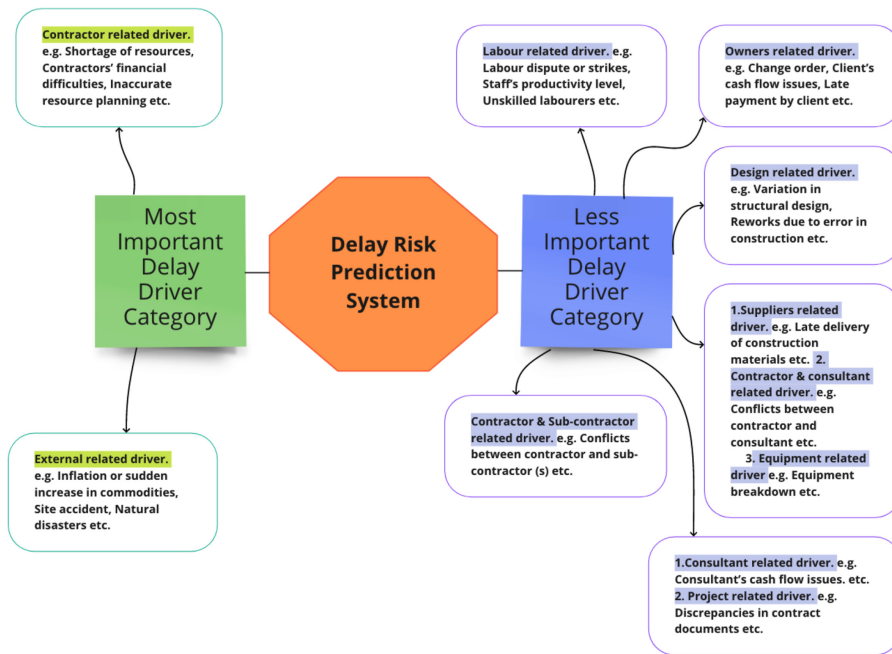 Contractor related driver.
e.g. Shortage of resources,
Contractors’ financial
difficulties, Inaccurate
resource planning etc.
Labour related driver. e.g.
Labour dispute or strikes,
Staff’s productivity level,
Unskilled labourers etc.
Owners related driver.
e.g. Change order, Client’s
cash flow issues, Late
payment by client etc.
Design related driver.
e.g. Variation in
structural design,
Reworks due to error in
construction etc.
Most
Important
Delay
Driver
Category
Delay Risk
Prediction
System
Less
Important
Delay
Driver
Category
1.Suppliers related
driver. e.g. Late delivery
of construction
materials etc. 2.
Contractor & consultant
related driver. e.g.
Conflicts between
contractor and
consultant etc.
3. Equipment related
driver e.g. Equipment
breakdown etc.
Contractor & Sub-contractor
related driver. e.g. Conflicts
between contractor and sub-
contractor (s) etc.
External related driver.
e.g. Inflation or sudden
increase in commodities,
Site accident, Natural
disasters etc.
1.Consultant related driver. e.g.
Consultant’s cash flow issues. etc.
2. Project related driver. e.g.
Discrepancies in contract
documents etc.